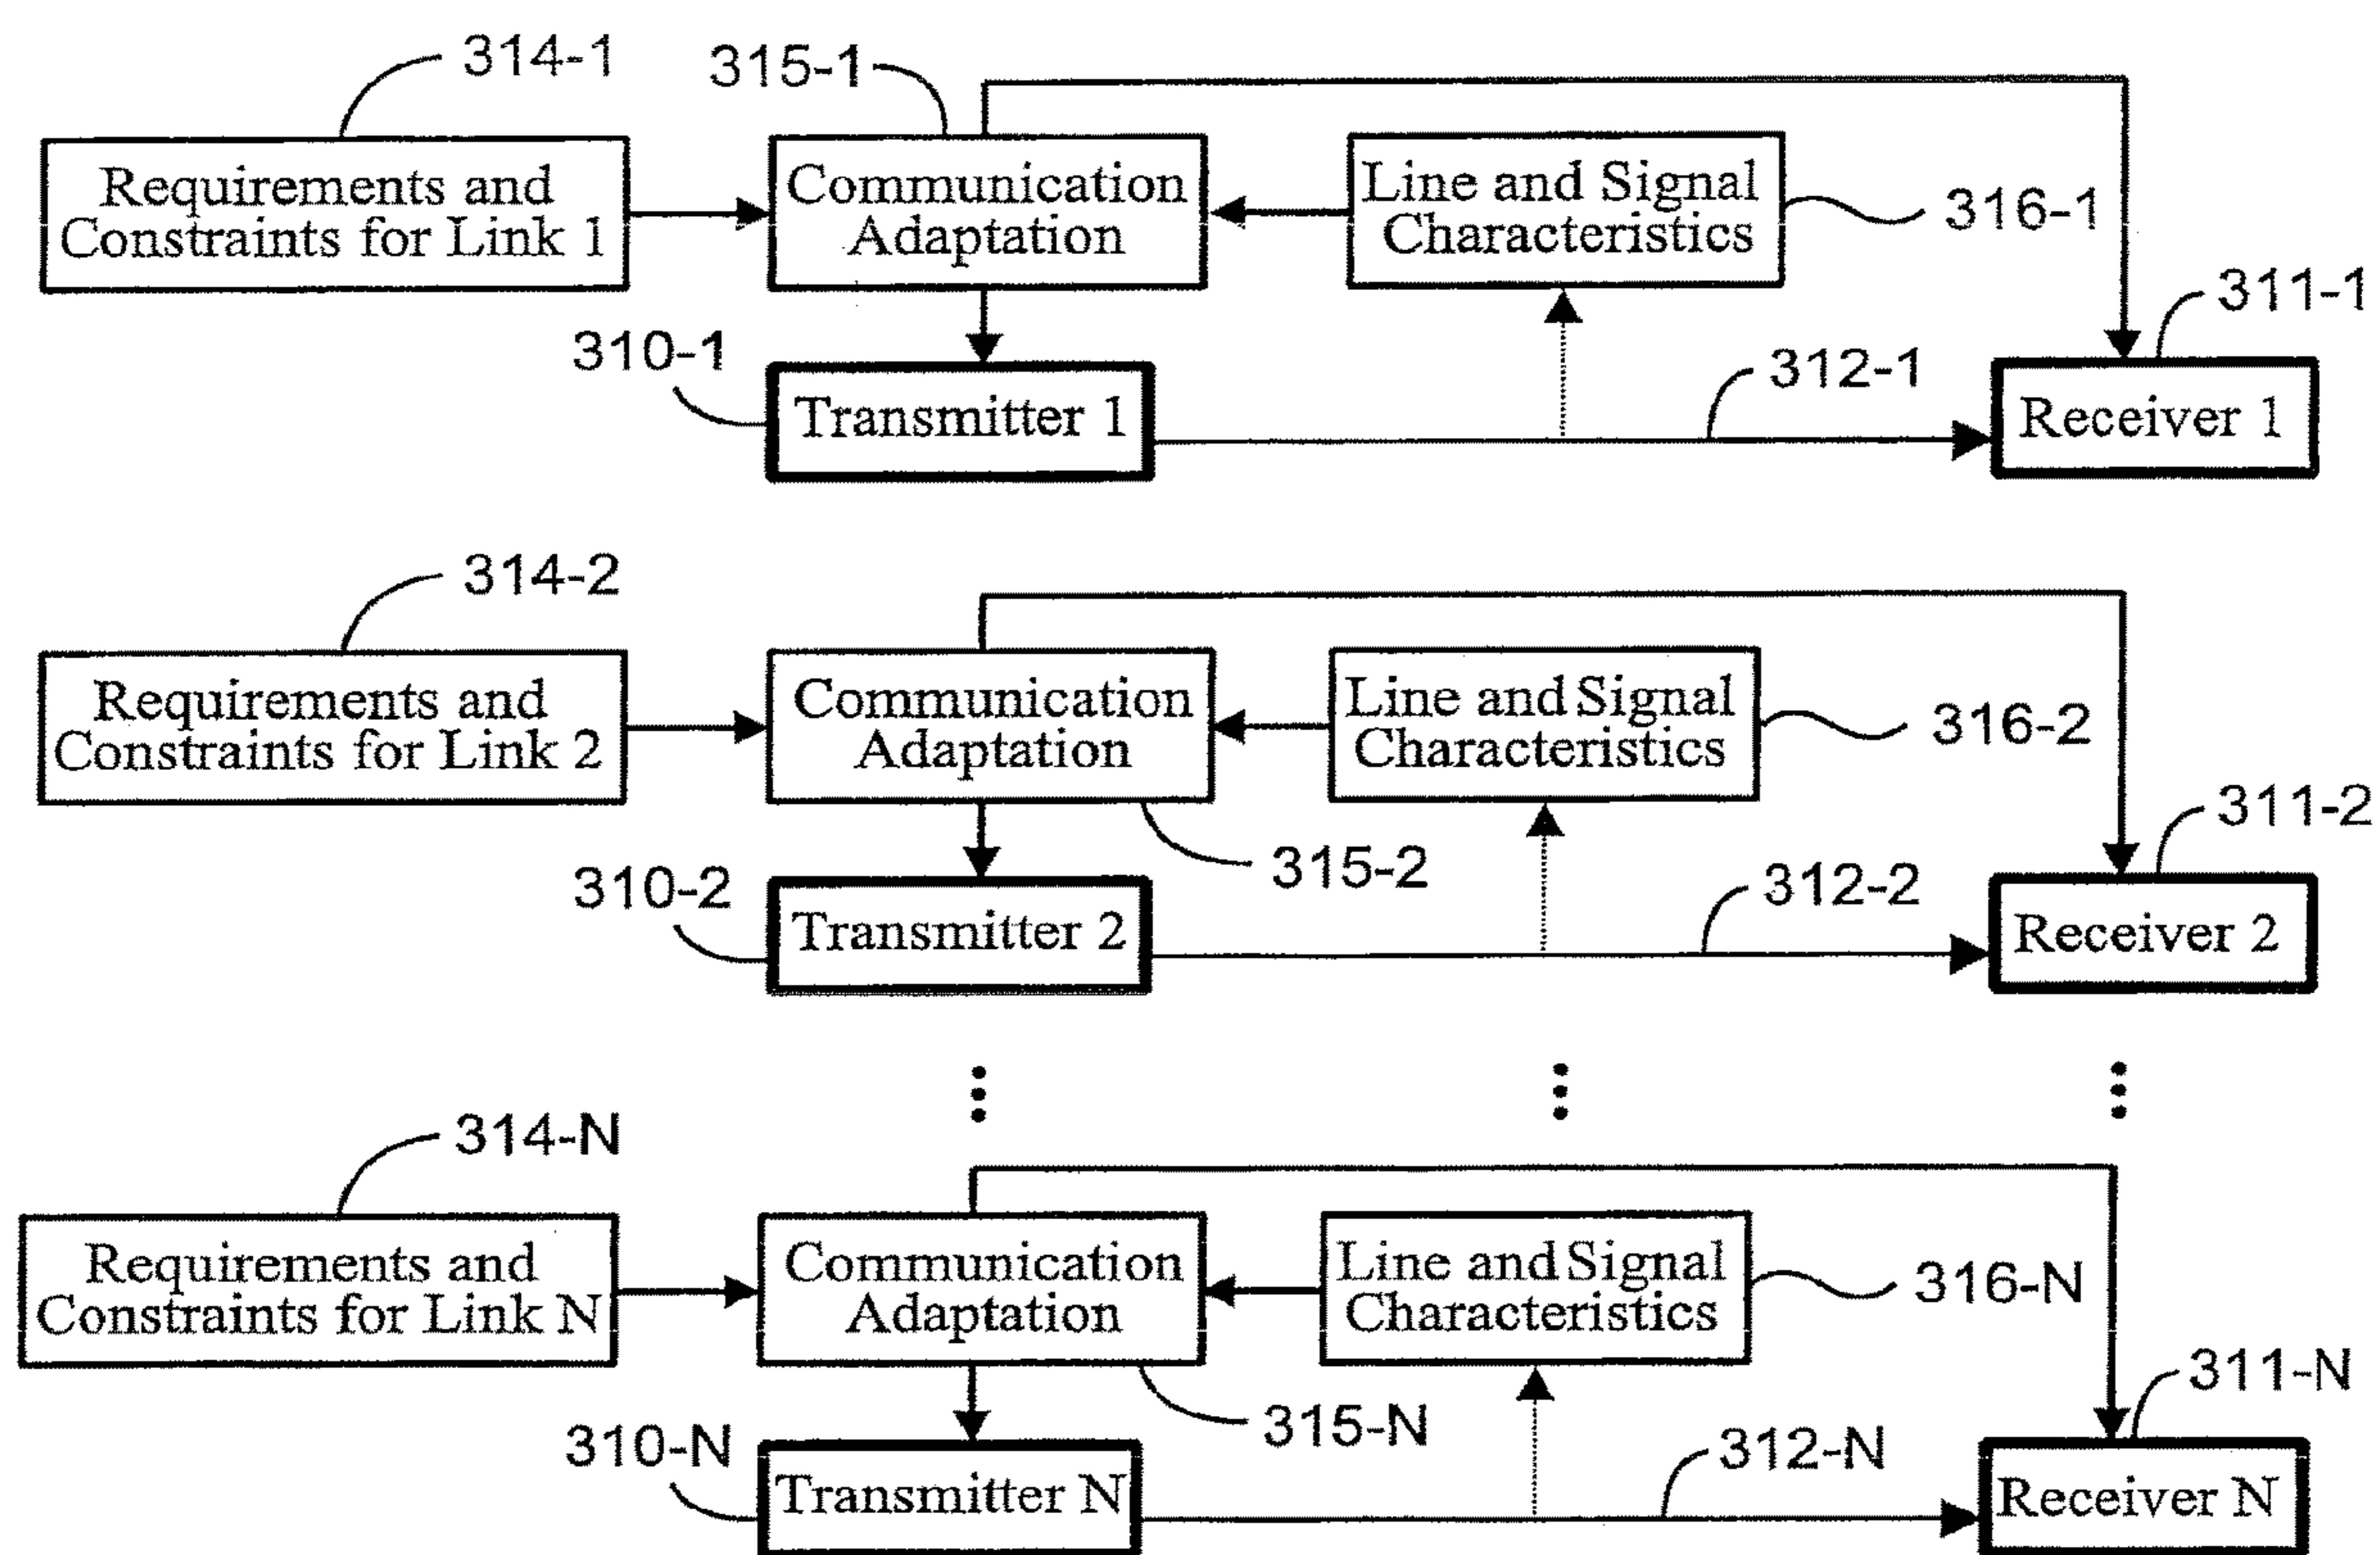 314-1
315-1
Requirements and
Constraints for Link 1
Communication
Adaptation
Line and Signal
Characteristics
316-1
311-1
310-1
312-1
Transmitter 1
Receiver 1
314-2
Requirements and
Constraints for Link 2
Communication
Adaptation
Line and Signal
Characteristics
316-2
311-2
315-2
310-2
312-2
Transmitter 2
Receiver 2
314-N
Requirements and
Constraints for Link N
Communication
Adaptation
Line and Signal
Characteristics
316-N
311-N
315-N
310-N
312-N
Transmitter N
Receiver N